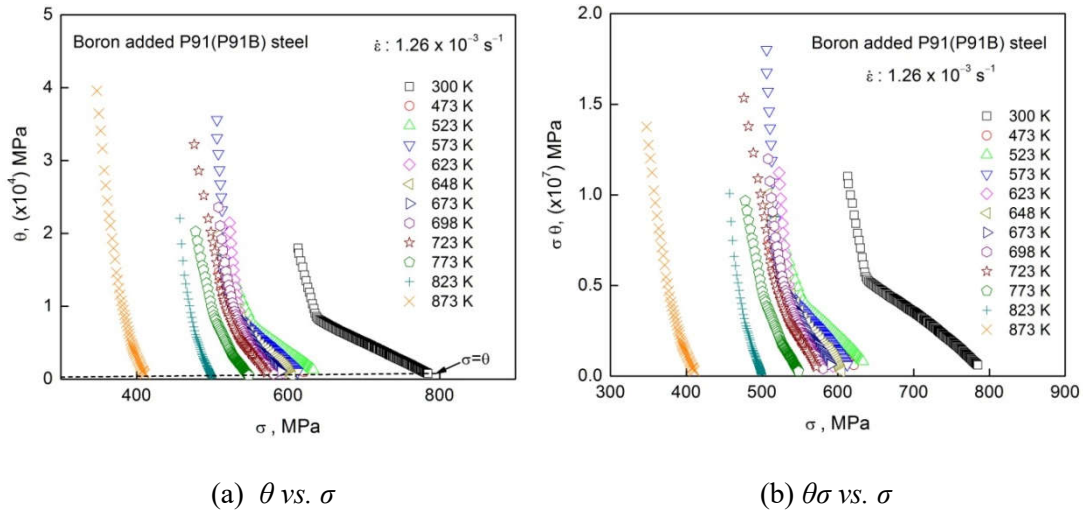 Boron added P91(P91B) steel
ε̇ : 1.26 x 10⁻³ s⁻¹
300 K
473 K
523 K
573 K
623 K
648 K
673 K
698 K
723 K
773 K
823 K
873 K
σ=θ
θ, (x10⁴) MPa
5
4
3
2
1
0
400 600 800
σ , MPa
Boron added P91(P91B) steel
ε̇ : 1.26 x 10⁻³ s⁻¹
300 K
473 K
523 K
573 K
623 K
648 K
673 K
698 K
723 K
773 K
823 K
873 K
σ θ, (x10⁷) MPa
2.0
1.5
1.0
0.5
0.0
300 400 500 600 700 800 900
σ , MPa
(a) θ vs. σ
(b) θσ vs. σ